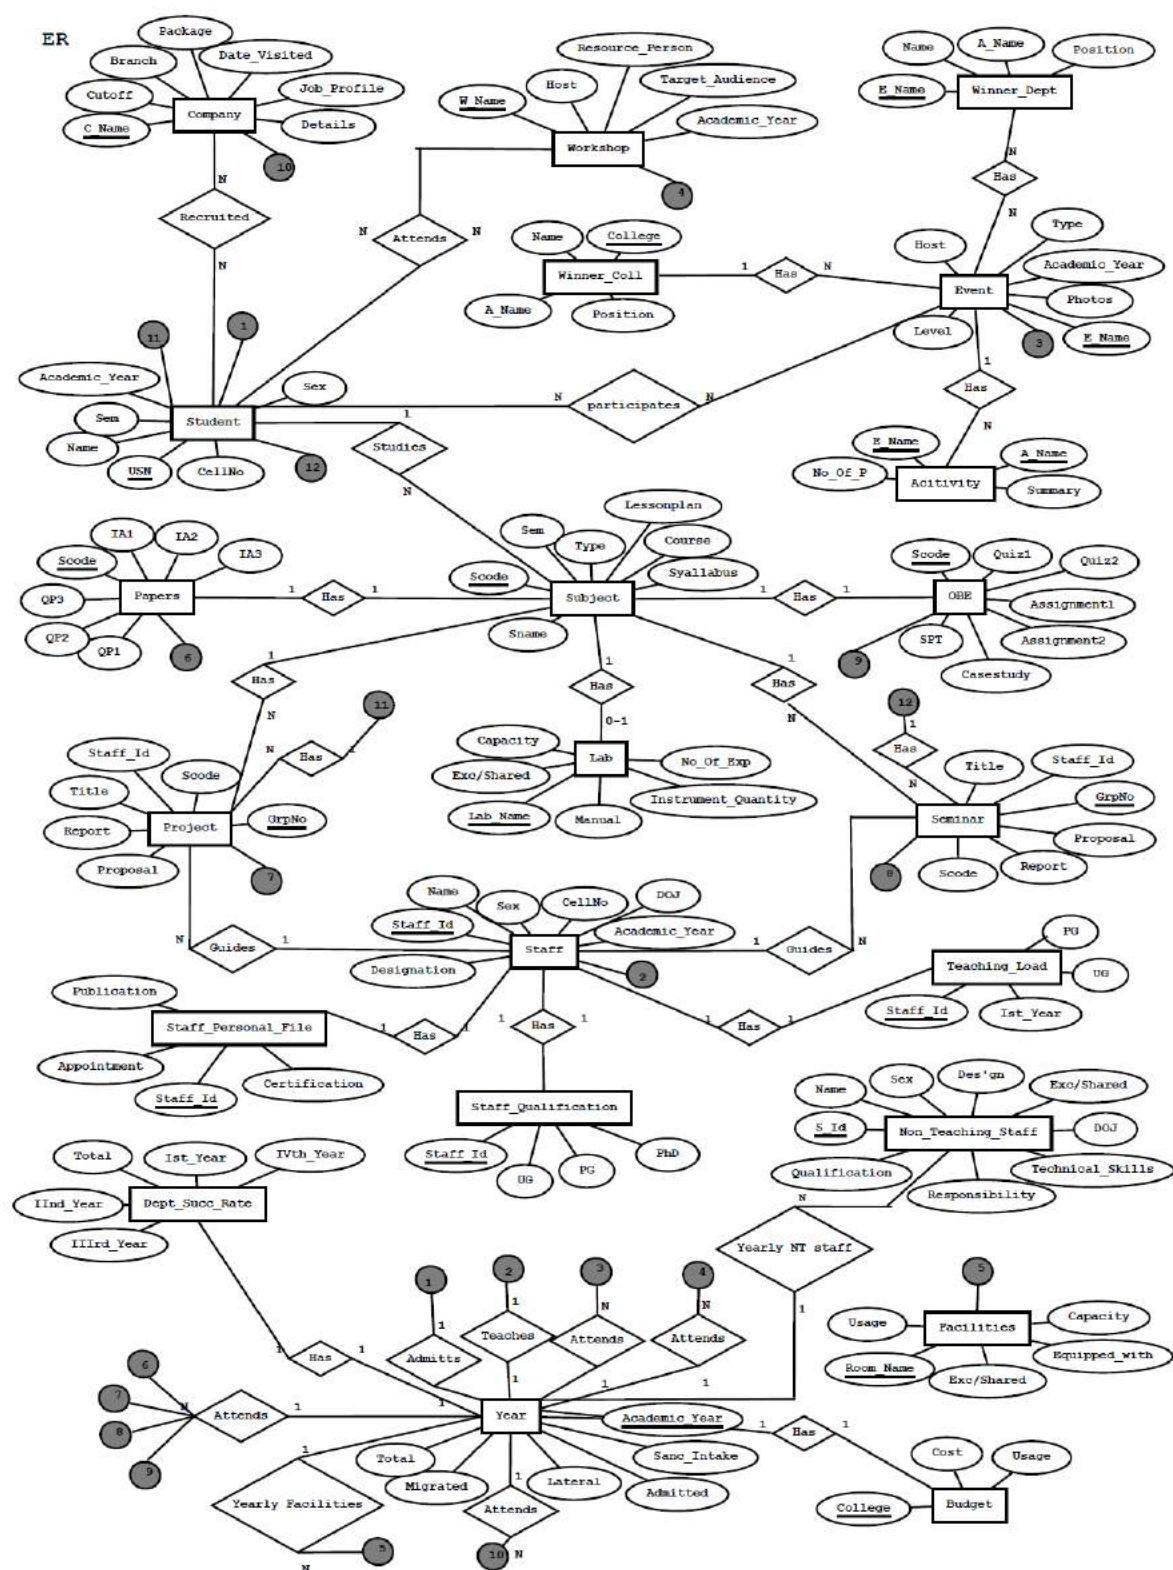 ER
Package
Date_Visited
Branch
Job_Profile
Cutoff
Company
C_Name
Details
10
Resource_Person
Host
Target_Audience
W_Name
Academic_Year
Workshop
4
Name
A_Name
Position
E_Name
Winner_Dept
N
Has
N
N
Recruited
N
N
Attends
N
Name
College
Winner_Coll
A_Name
Position
1
Has
N
Host
Type
Academic_Year
Event
Photos
Level
3
E_Name
11
1
Academic_Year
Sex
Sem
Student
Name
USN
CellNo
12
1
Studies
N
N
participates
N
1
Has
N
E_Name
A_Name
No_Of_P
Acitivity
Summary
IA1
IA2
IA3
Scode
Papers
QP3
QP2
QP1
6
1
Has
1
Lessonplan
Sem
Type
Course
Scode
Syallabus
Subject
Sname
1
Has
1
Scode
Quiz1
Quiz2
OBE
Assignment1
SPT
Assignment2
9
Casestudy
1
Has
N
11
N
Has
1
1
Has
0-1
1
Has
N
12
1
Has
N
Staff_Id
Scode
Title
Project
GrpNo
Report
Proposal
7
Capacity
Lab
No_Of_Exp
Exc/Shared
Instrument_Quantity
Lab_Name
Manual
Title
Staff_Id
GrpNo
Seminar
Proposal
Report
8
Scode
N
Guides
1
Name
Sex
CellNo
DOJ
Staff_Id
Academic_Year
Staff
Designation
2
1
Guides
N
PG
Teaching_Load
UG
Staff_Id
Ist_Year
Publication
Staff_Personal_File
Appointment
Certification
Staff_Id
1
Has
1
1
Has
1
1
Has
1
Staff_Qualification
Staff_Id
UG
PG
PhD
Name
Sex
Des'gn
Exc/Shared
S_Id
Non_Teaching_Staff
DOJ
Qualification
Technical_Skills
Responsibility
Total
Ist_Year
IVth_Year
IInd_Year
Dept_Succ_Rate
IIIrd_Year
N
Yearly NT staff
1
1
1
Admitts
1
2
1
Teaches
1
3
N
Attends
1
4
N
Attends
1
5
Usage
Facilities
Capacity
Equipped_with
Room_Name
Exc/Shared
1
Has
1
6
7
8
9
N
Attends
1
Year
Academic_Year
Total
Migrated
Lateral
Sanc_Intake
Admitted
1
Has
1
Cost
Usage
College
Budget
1
Yearly Facilities
N
5
1
Attends
10
N